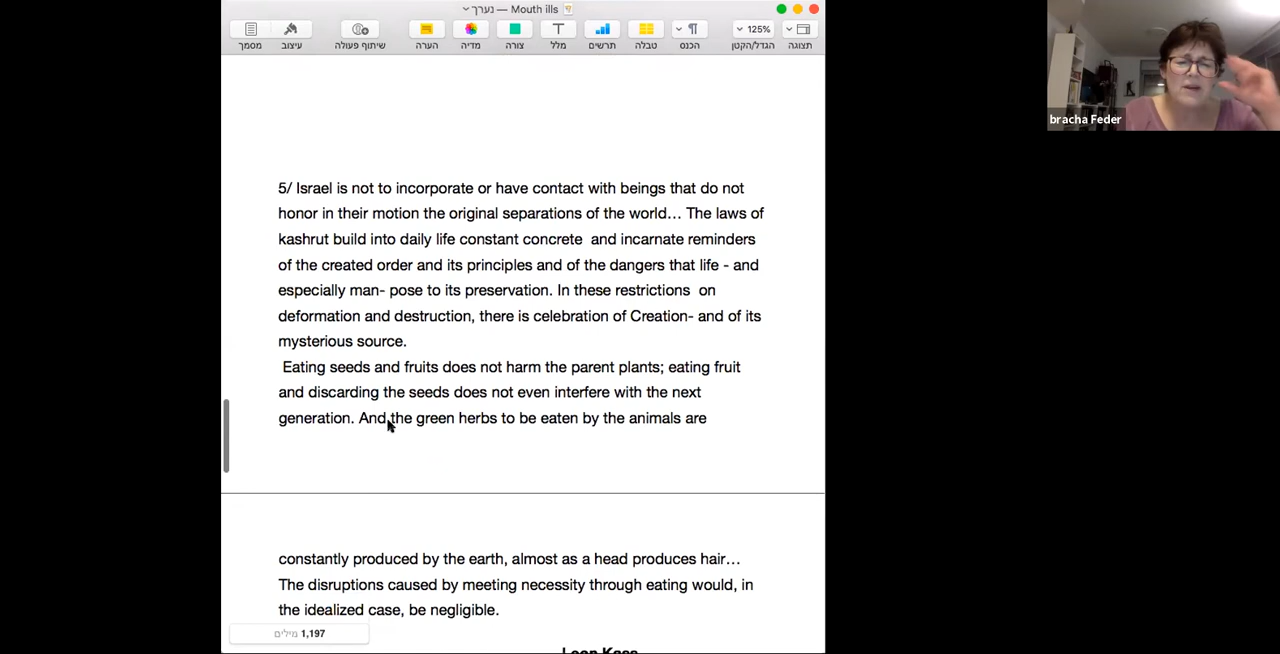 נערך — Mouth ills
מסמך
עיצוב
שיתוף פעולה
הערה
מדיה
צורה
מלל
תרשים
טבלה
הכנס
125%
הגדל/הקטן
תצוגה
bracha Feder
5/ Israel is not to incorporate or have contact with beings that do not
honor in their motion the original separations of the world… The laws of
kashrut build into daily life constant concrete  and incarnate reminders
of the created order and its principles and of the dangers that life - and
especially man- pose to its preservation. In these restrictions  on
deformation and destruction, there is celebration of Creation- and of its
mysterious source.
Eating seeds and fruits does not harm the parent plants; eating fruit
and discarding the seeds does not even interfere with the next
generation. And the green herbs to be eaten by the animals are
constantly produced by the earth, almost as a head produces hair…
The disruptions caused by meeting necessity through eating would, in
the idealized case, be negligible.
1,197 מילים
Leon Kass